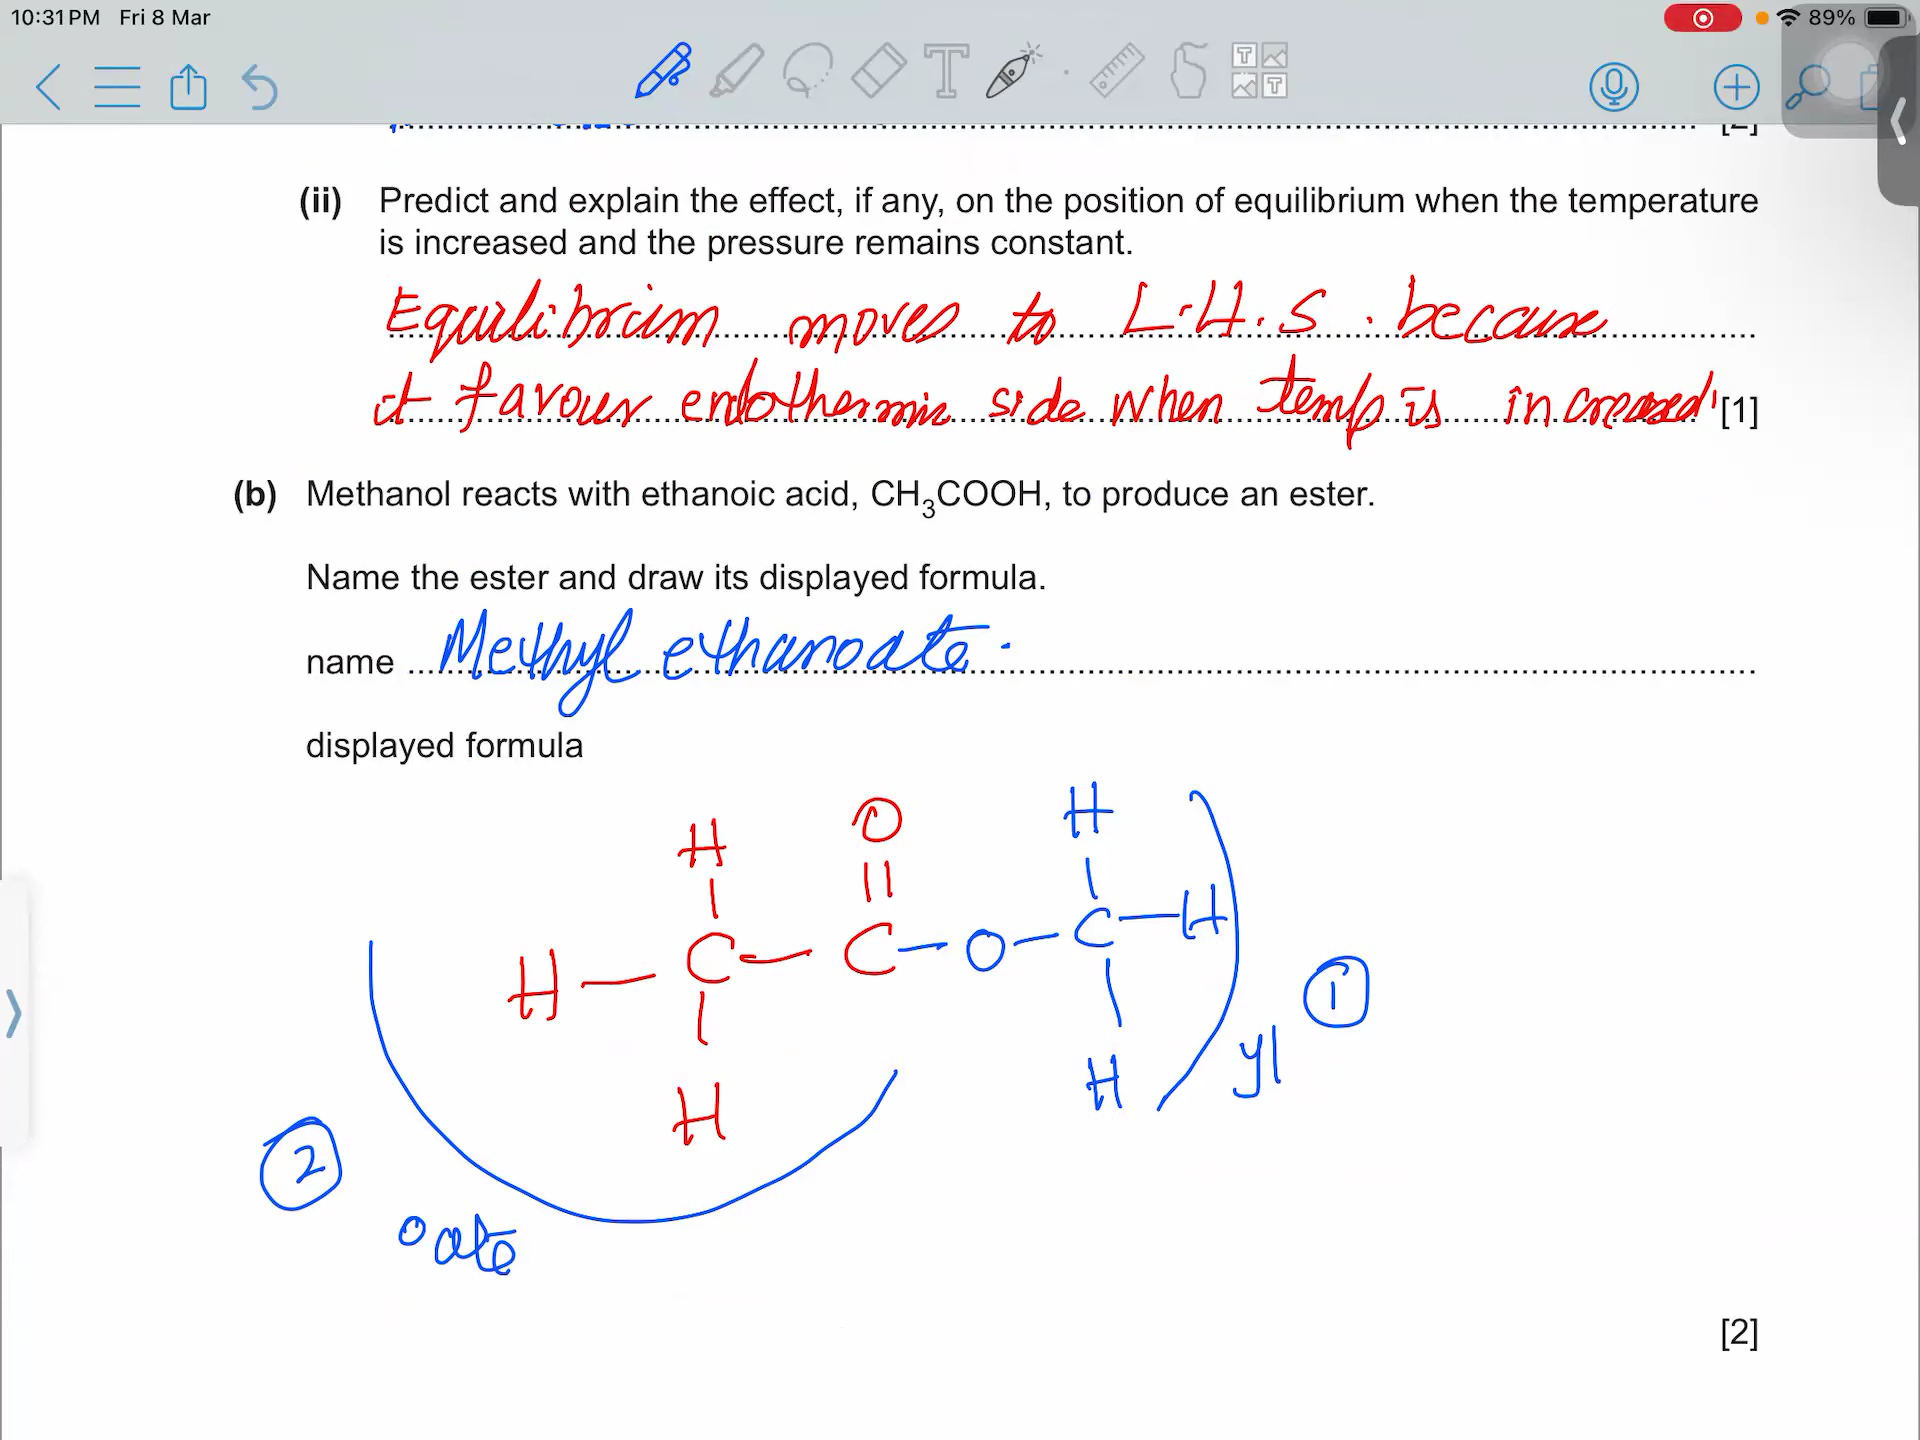 10:31 PM Fri 8 Mar 89%
[2]
(ii) Predict and explain the effect, if any, on the position of equilibrium when the temperature
is increased and the pressure remains constant.
Equilibrium moves to L.H.S. because
it favour endothermic side when temp is increased. [1]
(b) Methanol reacts with ethanoic acid, CH₃COOH, to produce an ester.
Name the ester and draw its displayed formula.
name Methyl ethanoate.
displayed formula
H O H
H C C O C H
H H
1
yl
2
oate
[2]